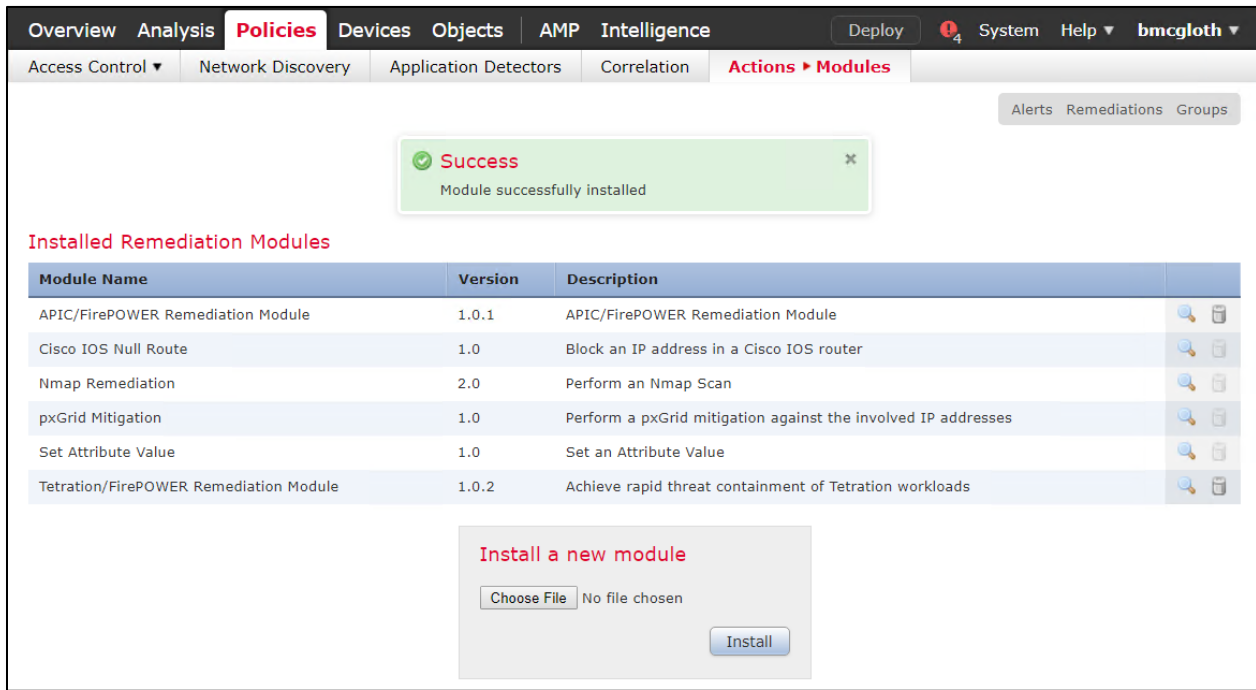 Overview Analysis Policies Devices Objects AMP Intelligence Deploy 4 System Help ▼ bmcgloth ▼
Access Control ▼ Network Discovery Application Detectors Correlation Actions ▸ Modules
Alerts Remediations Groups
Success
Module successfully installed
Installed Remediation Modules
Module Name Version Description
APIC/FirePOWER Remediation Module 1.0.1 APIC/FirePOWER Remediation Module
Cisco IOS Null Route 1.0 Block an IP address in a Cisco IOS router
Nmap Remediation 2.0 Perform an Nmap Scan
pxGrid Mitigation 1.0 Perform a pxGrid mitigation against the involved IP addresses
Set Attribute Value 1.0 Set an Attribute Value
Tetration/FirePOWER Remediation Module 1.0.2 Achieve rapid threat containment of Tetration workloads
Install a new module
Choose File No file chosen
Install